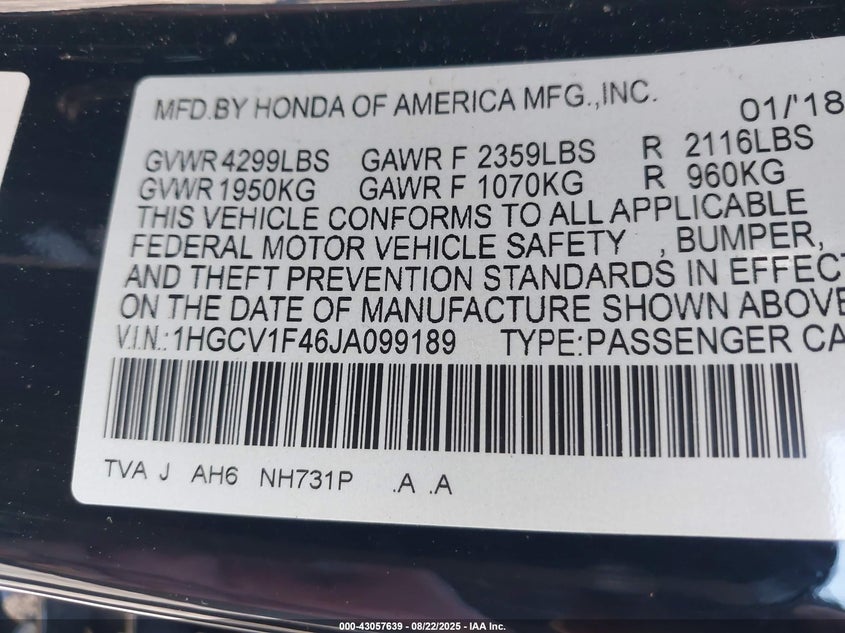 MFD.BY HONDA OF AMERICA MFG.,INC. 01/'18
GVWR 4299LBS GAWR F 2359LBS R 2116LBS
GVWR 1950KG GAWR F 1070KG R 960KG
THIS VEHICLE CONFORMS TO ALL APPLICABLE
FEDERAL MOTOR VEHICLE SAFETY , BUMPER,
AND THEFT PREVENTION STANDARDS IN EFFECT
ON THE DATE OF MANUFACTURE SHOWN ABOVE
V.I.N.:1HGCV1F46JA099189 TYPE:PASSENGER CA
TVA J AH6 NH731P .A .A
000-43057639 - 08/22/2025 - IAA Inc.